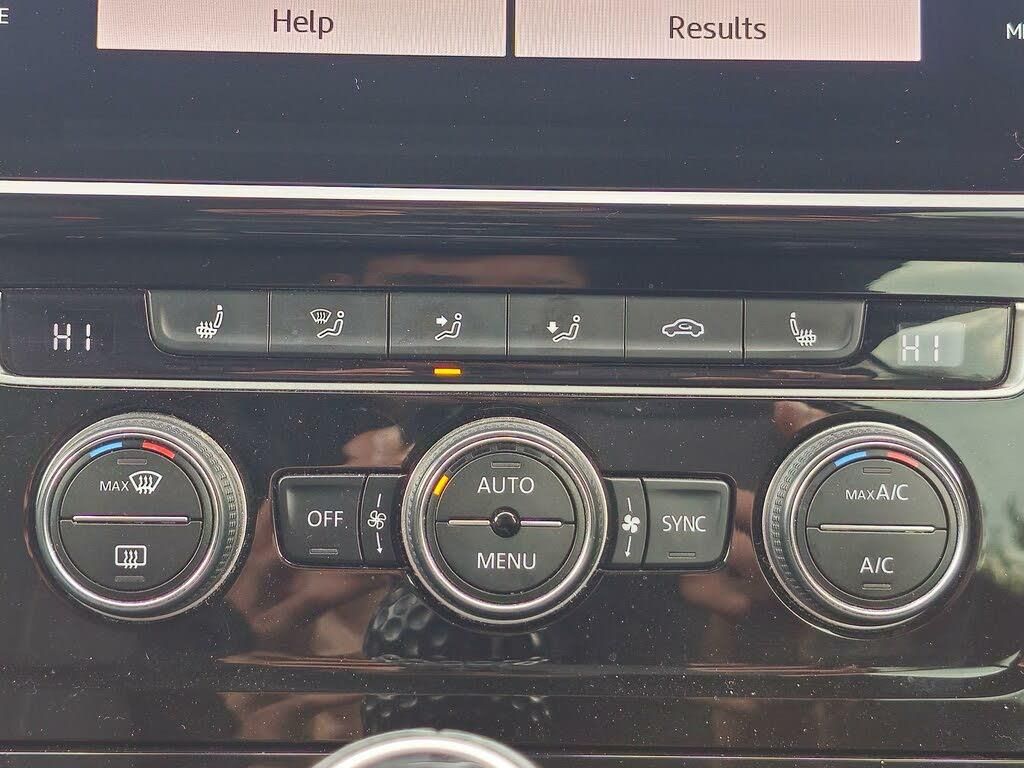 E
Help
Results
HI
HI
MAX
OFF
AUTO
MENU
SYNC
MAX A/C
A/C